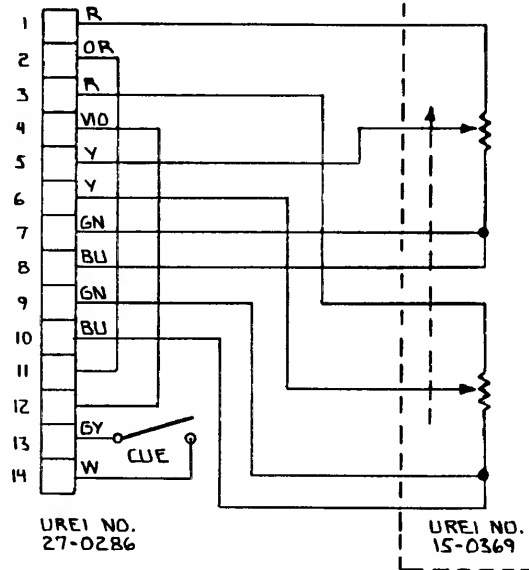 1 R
2 OR
3 R
4 VIO
5 Y
6 Y
7 GN
8 BU
9 GN
10 BU
11
12
13 GY
CUE
14 W
UREI NO.
27-0286
UREI NO.
15-0369